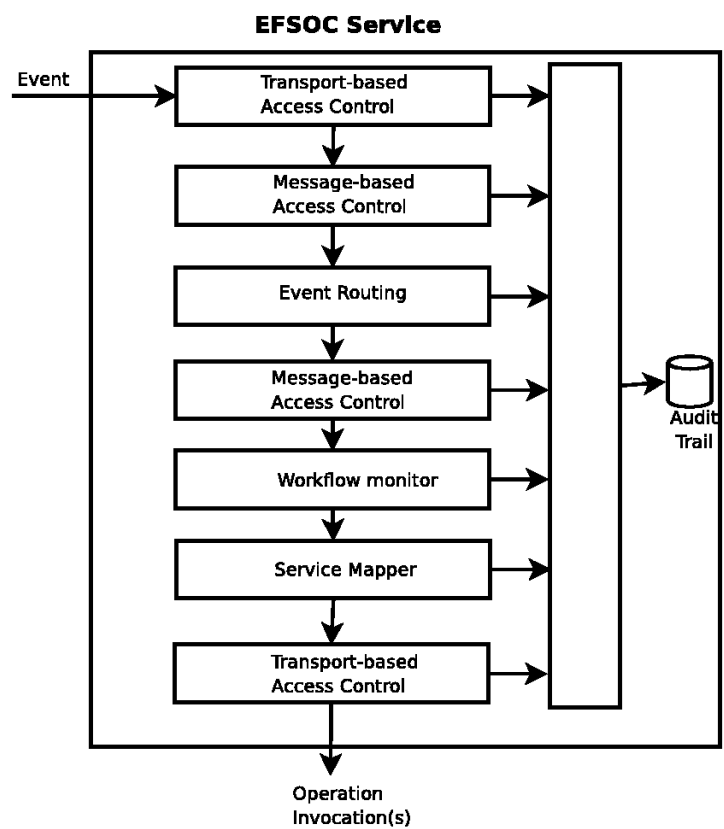 EFSOC Service
Event
Transport-based
Access Control
Message-based
Access Control
Event Routing
Message-based
Access Control
Workflow monitor
Service Mapper
Transport-based
Access Control
Audit
Trail
Operation
Invocation(s)